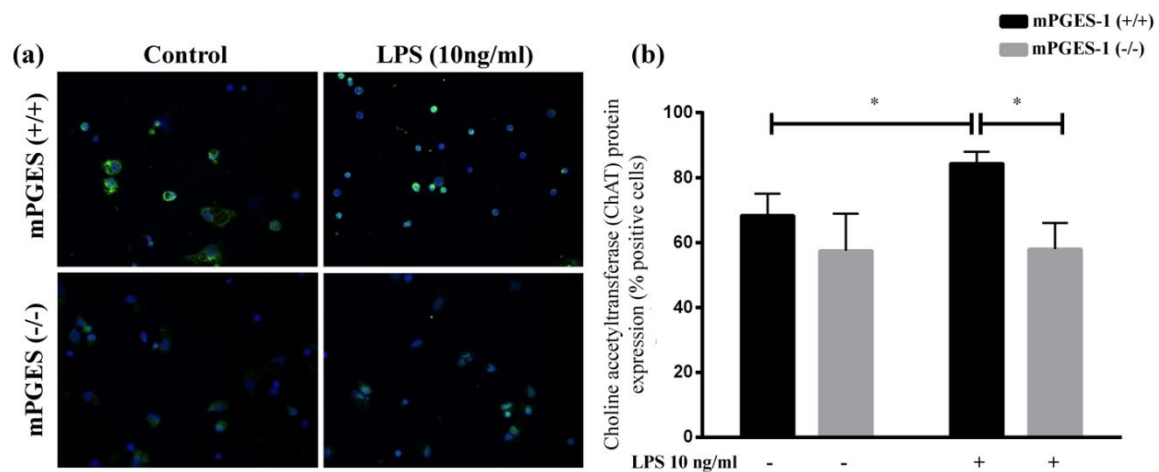 mPGES-1 (+/+)
mPGES-1 (-/-)
(a)
Control
LPS (10ng/ml)
mPGES (+/+)
mPGES (-/-)
(b)
*
*
Choline accetyltransferase (ChAT) protein
expression (% positive cells)
100
80
60
40
20
0
LPS 10 ng/ml - - + +